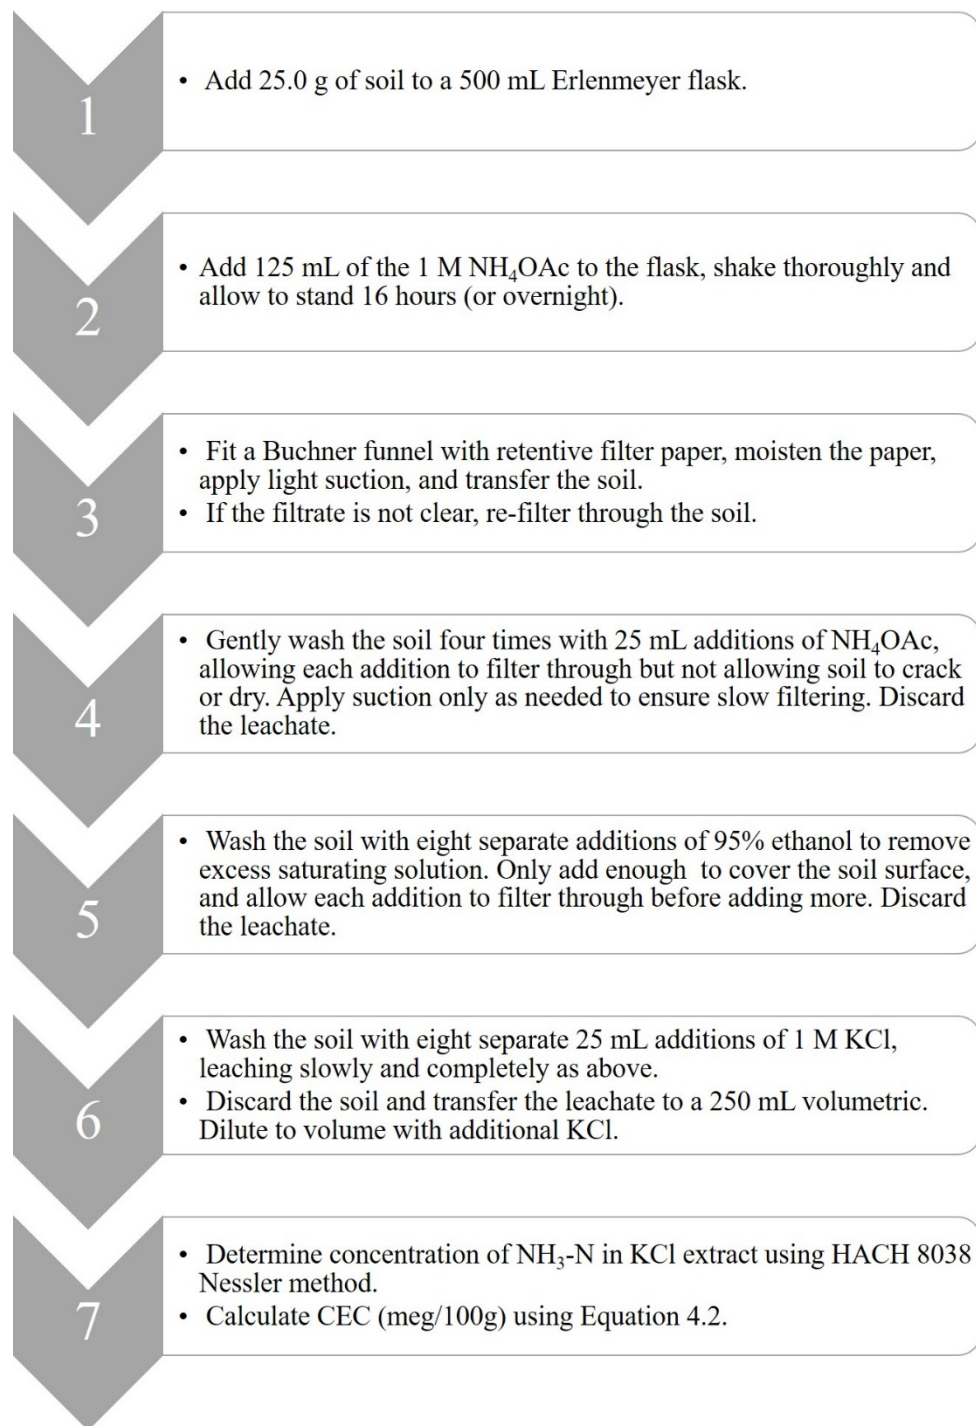 1
• Add 25.0 g of soil to a 500 mL Erlenmeyer flask.
2
• Add 125 mL of the 1 M NH₄OAc to the flask, shake thoroughly and
allow to stand 16 hours (or overnight).
3
• Fit a Buchner funnel with retentive filter paper, moisten the paper,
apply light suction, and transfer the soil.
• If the filtrate is not clear, re-filter through the soil.
4
• Gently wash the soil four times with 25 mL additions of NH₄OAc,
allowing each addition to filter through but not allowing soil to crack
or dry. Apply suction only as needed to ensure slow filtering. Discard
the leachate.
5
• Wash the soil with eight separate additions of 95% ethanol to remove
excess saturating solution. Only add enough to cover the soil surface,
and allow each addition to filter through before adding more. Discard
the leachate.
6
• Wash the soil with eight separate 25 mL additions of 1 M KCl,
leaching slowly and completely as above.
• Discard the soil and transfer the leachate to a 250 mL volumetric.
Dilute to volume with additional KCl.
7
• Determine concentration of NH₃-N in KCl extract using HACH 8038
Nessler method.
• Calculate CEC (meg/100g) using Equation 4.2.